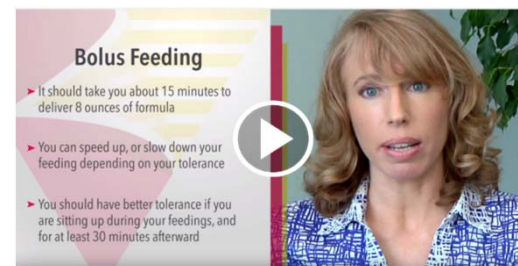 Bolus Feeding
➤ It should take you about 15 minutes to
deliver 8 ounces of formula
➤ You can speed up, or slow down your
feeding depending on your tolerance
➤ You should have better tolerance if you
are sitting up during your feedings, and
for at least 30 minutes afterward